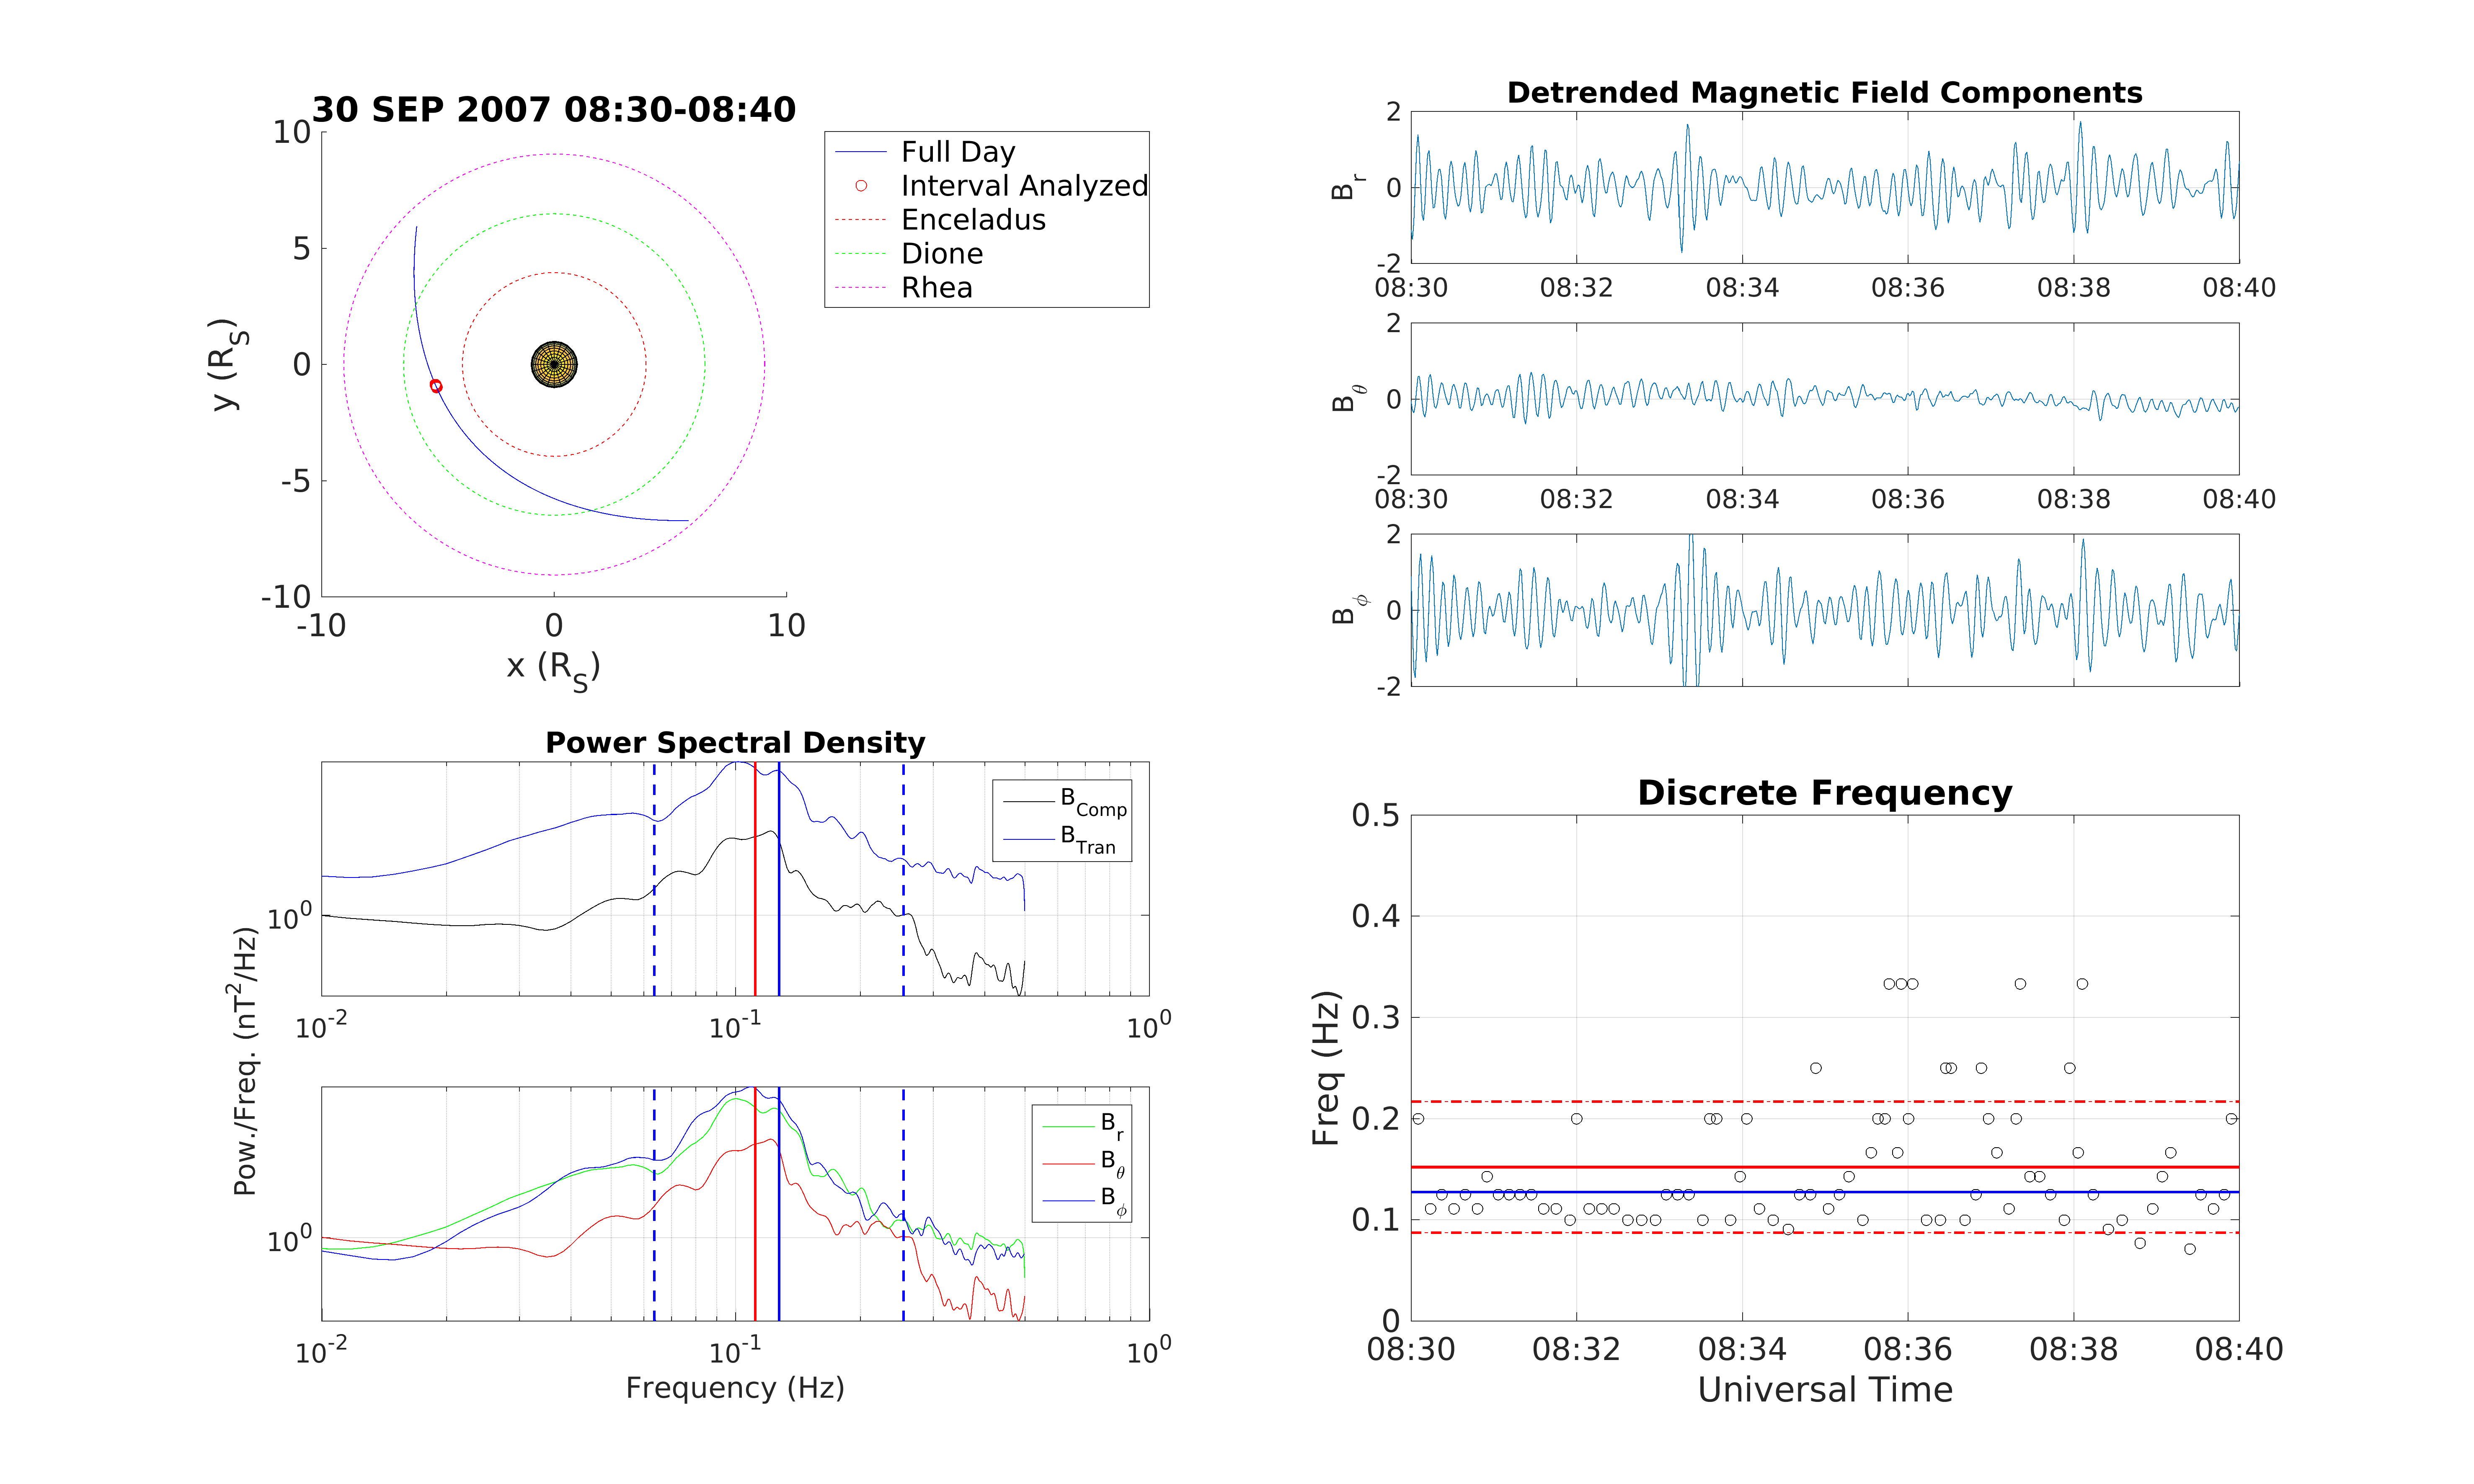 30 SEP 2007 08:30-08:40
10
5
0
-5
-10
y (R_S)
-10 0 10
x (R_S)
Full Day
Interval Analyzed
Enceladus
Dione
Rhea
Detrended Magnetic Field Components
2
0
-2
B_r
08:30 08:32 08:34 08:36 08:38 08:40
2
0
-2
B_θ
08:30 08:32 08:34 08:36 08:38 08:40
2
0
-2
B_ϕ
Power Spectral Density
B_Comp
B_Tran
10^0
10^-2 10^-1 10^0
Pow./Freq. (nT^2/Hz)
B_r
B_θ
B_ϕ
10^0
10^-2 10^-1 10^0
Frequency (Hz)
Discrete Frequency
0.5
0.4
0.3
0.2
0.1
0
Freq (Hz)
08:30 08:32 08:34 08:36 08:38 08:40
Universal Time